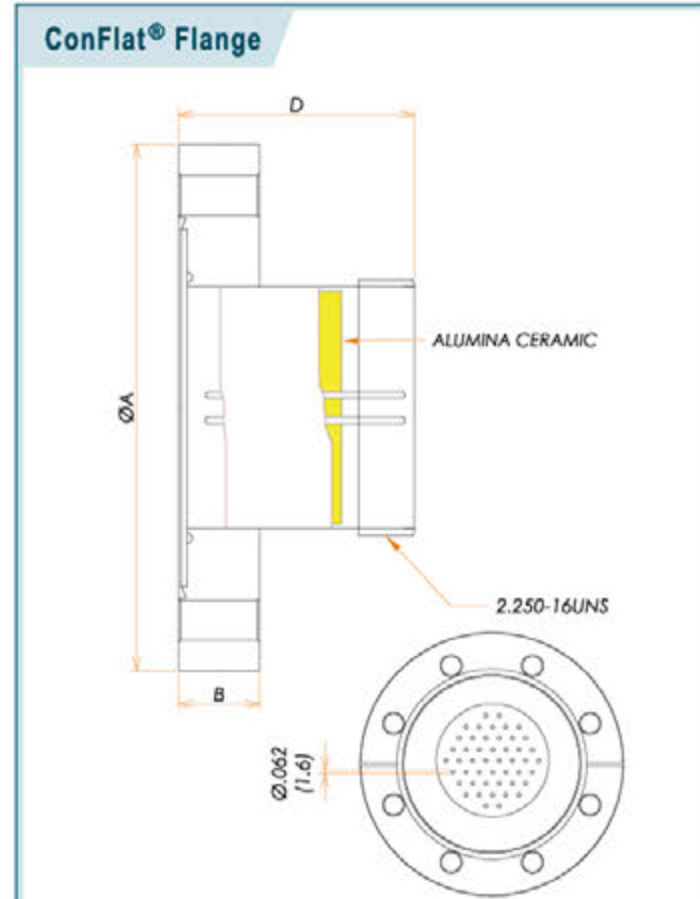 ConFlat® Flange
D
ALUMINA CERAMIC
ØA
2.250-16UNS
B
Ø.062
(1.6)